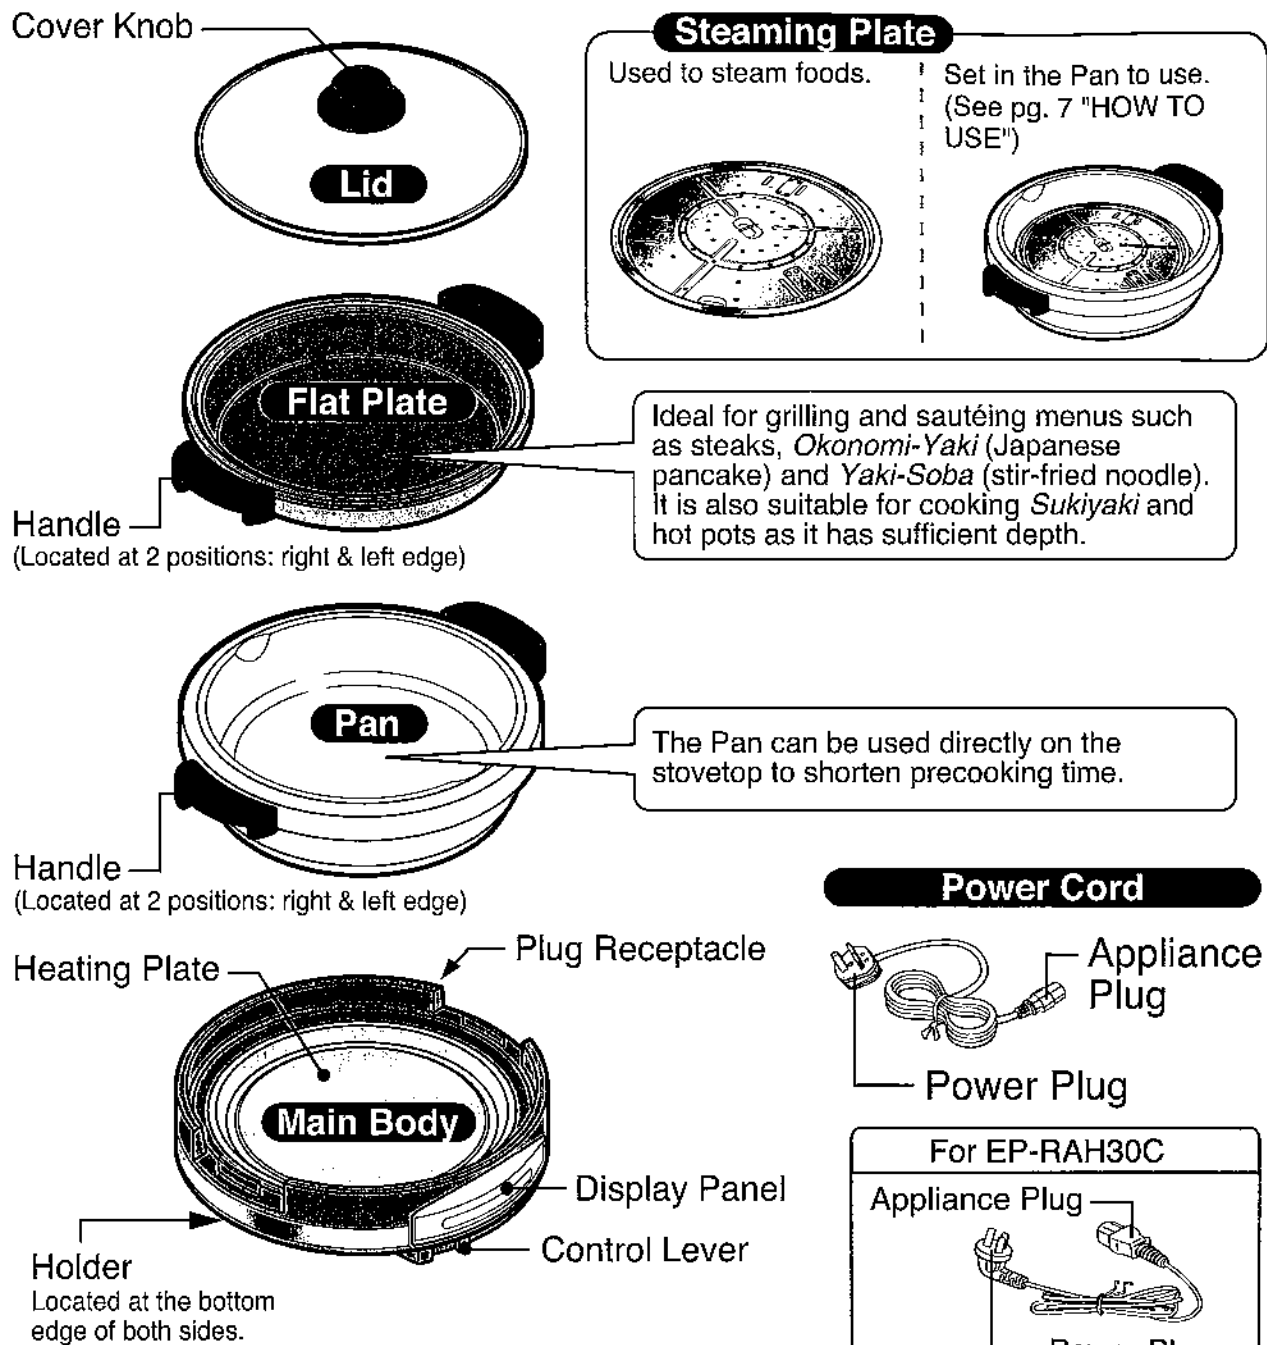 Cover Knob
Lid
Steaming Plate
Used to steam foods.
Set in the Pan to use.
(See pg. 7 "HOW TO
USE")
Flat Plate
Ideal for grilling and sautéing menus such
as steaks, Okonomi-Yaki (Japanese
pancake) and Yaki-Soba (stir-fried noodle).
It is also suitable for cooking Sukiyaki and
hot pots as it has sufficient depth.
Handle
(Located at 2 positions: right & left edge)
Pan
The Pan can be used directly on the
stovetop to shorten precooking time.
Handle
(Located at 2 positions: right & left edge)
Heating Plate
Plug Receptacle
Main Body
Display Panel
Control Lever
Holder
Located at the bottom
edge of both sides.
Power Cord
Appliance
Plug
Power Plug
For EP-RAH30C
Appliance Plug